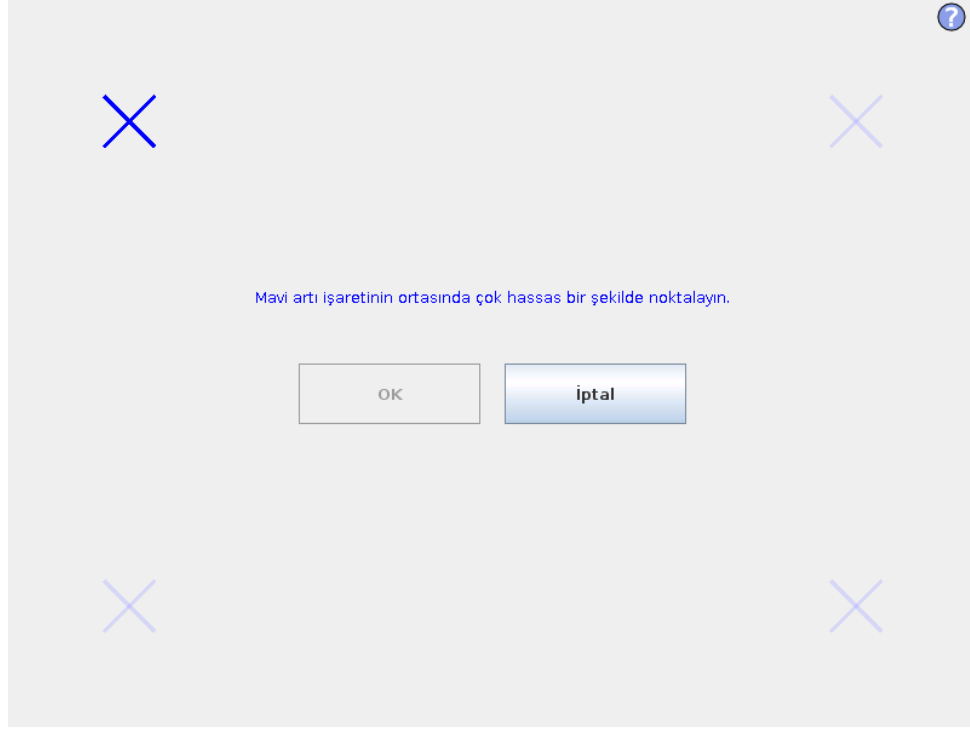 ?
Mavi artı işaretinin ortasında çok hassas bir şekilde noktalayın.
OK
İptal